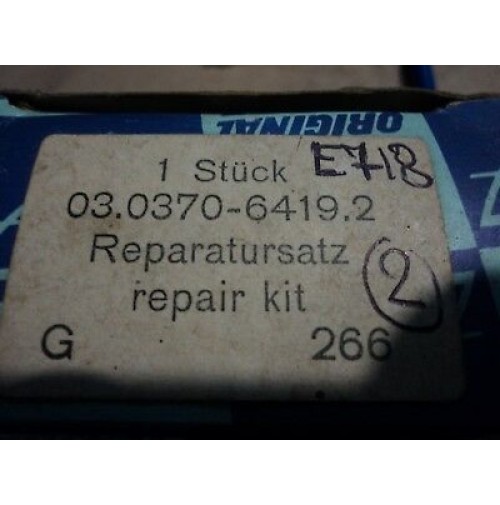 ORIGINAL
1 Stück E718
03.0370-6419.2
Reparatursatz
repair kit 2
G 266